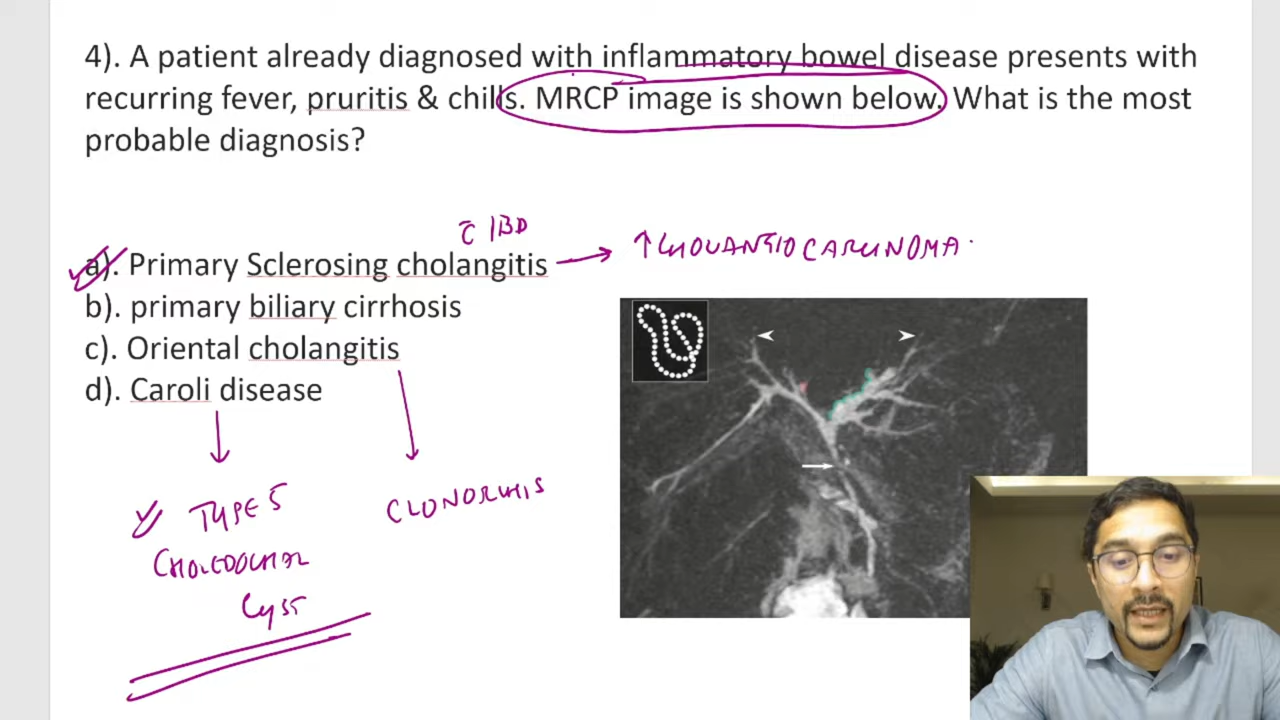 4). A patient already diagnosed with inflammatory bowel disease presents with
recurring fever, pruritis & chills. MRCP image is shown below. What is the most
probable diagnosis?
c̄ IBD
a). Primary Sclerosing cholangitis → ↑CHOLANGIOCARCINOMA
b). primary biliary cirrhosis
c). Oriental cholangitis
d). Caroli disease
TYPE 5
CHOLEDOCHAL
CYST
CLONORCHIS